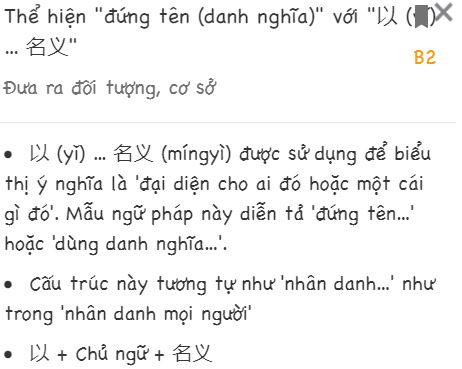 Thể hiện "đứng tên (danh nghĩa)" với "以 ( )
... 名义"
B2
Đưa ra đối tượng, cơ sở
• 以 (yǐ) ... 名义 (míngyì) được sử dụng để biểu
thị ý nghĩa là 'đại diện cho ai đó hoặc một cái
gì đó'. Mẫu ngữ pháp này diễn tả 'đứng tên...'
hoặc 'dùng danh nghĩa...'.
• Cấu trúc này tương tự như 'nhân danh...' như
trong 'nhân danh mọi người'
• 以 + Chủ ngữ + 名义